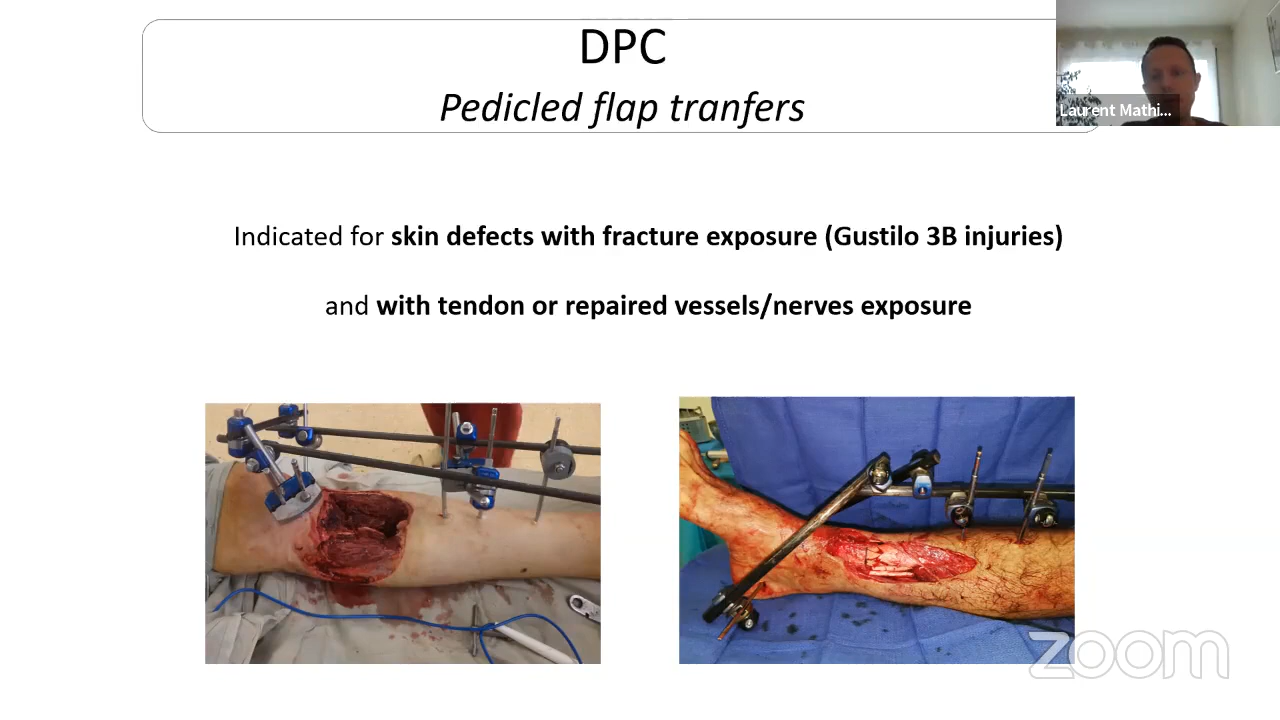 DPC
Pedicled flap tranfers
Laurent Mathi...
Indicated for skin defects with fracture exposure (Gustilo 3B injuries)
and with tendon or repaired vessels/nerves exposure
zoom